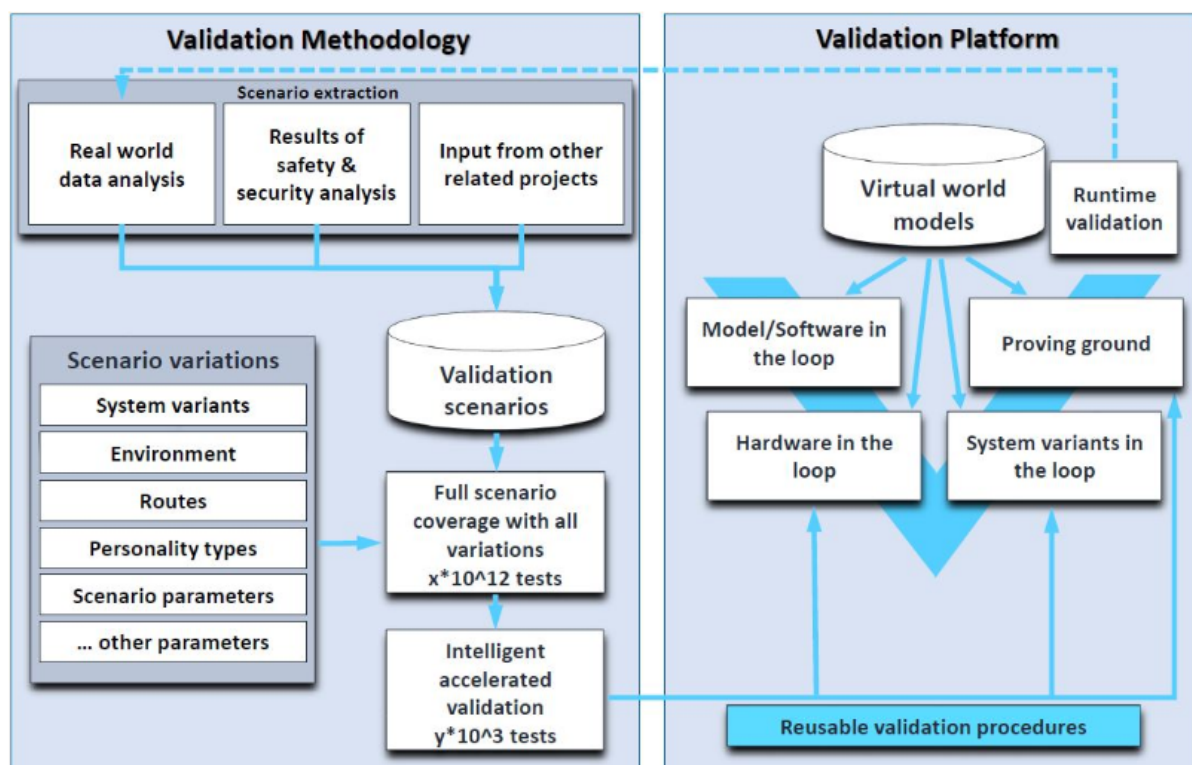 Validation Methodology
Scenario extraction
Real world
data analysis
Results of
safety &
security analysis
Input from other
related projects
Validation
scenarios
Scenario variations
System variants
Environment
Routes
Personality types
Scenario parameters
... other parameters
Full scenario
coverage with all
variations
x*10^12 tests
Intelligent
accelerated
validation
y*10^3 tests
Validation Platform
Virtual world
models
Runtime
validation
Model/Software in
the loop
Proving ground
Hardware in the
loop
System variants in
the loop
Reusable validation procedures